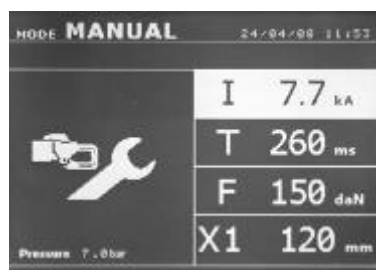 MODE MANUAL 24/04/08 11:53
I 7.7 kA
T 260 ms
F 150 daN
X1 120 mm
Pressure 7.0bar